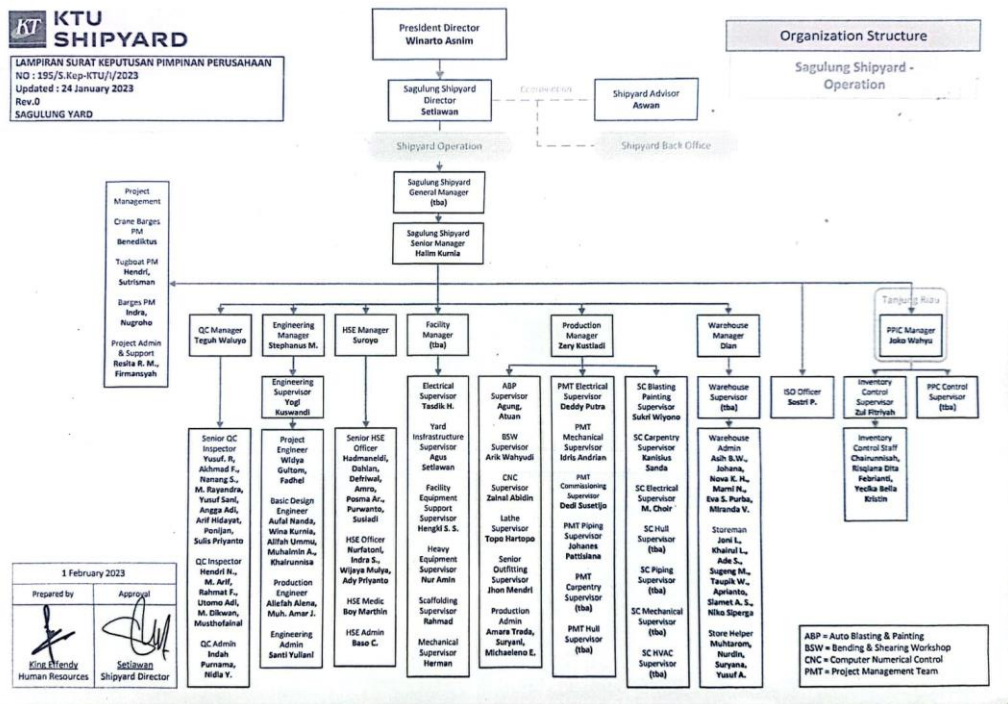 KT
KTU
SHIPYARD
LAMPIRAN SURAT KEPUTUSAN PIMPINAN PERUSAHAAN
NO : 195/S.Kep-KTU/I/2023
Updated : 24 January 2023
Rev.0
SAGULUNG YARD
Organization Structure
Sagulung Shipyard -
Operation
President Director
Winarto Asnim
Sagulung Shipyard
Director
Setiawan
Shipyard Advisor
Aswan
Shipyard Operation
Shipyard Back Office
Sagulung Shipyard
General Manager
(tba)
Sagulung Shipyard
Senior Manager
Halim Kurnia
Project
Management
Crane Barges
PM
Benediktus
Tugboat PM
Hendri,
Sutrisman
Barges PM
Indra,
Nugroho
Project Admin
& Support
Resita R. M.,
Firmansyah
QC Manager
Teguh Waluyo
Senior QC
Inspector
Yusuf. R,
Akhmad F.,
Nanang S.,
M. Rayandra,
Yusuf Sani,
Angga Adi,
Arif Hidayat,
Ponijan,
Sulis Priyanto
QC Inspector
Hendri N.,
M. Arif,
Rahmat F.,
Utomo Adi,
M. Dikwan,
Musthofainal
QC Admin
Indah
Purnama,
Nidia Y.
Engineering
Manager
Stephanus M.
Engineering
Supervisor
Yogi
Kuswandi
Project
Engineer
Widya
Gultom,
Fadhel
Basic Design
Engineer
Aufal Nanda,
Wina Kurnia,
Alifah Ummu,
Muhaimin A.,
Khairunnisa
Production
Engineer
Aliefah Alena,
Muh. Amar J.
Engineering
Admin
Santi Yuliani
HSE Manager
Suroyo
Senior HSE
Officer
Hadmaneldi,
Dahlan,
Defriwal,
Amro,
Posma Ar.,
Purwanto,
Susiadi
HSE Officer
Nurfatoni,
Indra S.,
Wijaya Mulya,
Ady Priyanto
HSE Medic
Boy Marthin
HSE Admin
Baso C.
Facility
Manager
(tba)
Electrical
Supervisor
Tasdik H.
Yard
Instrastructure
Supervisor
Agus
Setiawan
Facility
Equipment
Support
Supervisor
Hengki S. S.
Heavy
Equipment
Supervisor
Nur Amin
Scaffolding
Supervisor
Rahmad
Mechanical
Supervisor
Herman
Production
Manager
Zery Kustiadi
ABP
Supervisor
Agung,
Atuan
BSW
Supervisor
Arik Wahyudi
CNC
Supervisor
Zainal Abidin
Lathe
Supervisor
Topo Hartopo
Senior
Outfitting
Supervisor
Jhon Mendri
Production
Admin
Amara Trada,
Suryani,
Michaeleno E.
PMT Electrical
Supervisor
Deddy Putra
PMT
Mechanical
Supervisor
Idris Andrian
PMT
Commissioning
Supervisor
Dedi Susetijo
PMT Piping
Supervisor
Johanes
Pattisiana
PMT
Carpentry
Supervisor
(tba)
PMT Hull
Supervisor
(tba)
SC Blasting
Painting
Supervisor
Sukri Wiyono
SC Carpentry
Supervisor
Kanisius
Sanda
SC Electrical
Supervisor
M. Choir
SC Hull
Supervisor
(tba)
SC Piping
Supervisor
(tba)
SC Mechanical
Supervisor
(tba)
SC HVAC
Supervisor
(tba)
Warehouse
Manager
Dian
Warehouse
Supervisor
(tba)
Warehouse
Admin
Asih B.W.,
Johana,
Nova K. H.,
Marni N.,
Eva S. Purba,
Miranda V.
Storeman
Joni I.,
Khairul L.,
Ade S.,
Sugeng M.,
Taupik W.,
Aprianto,
Slamet A. S.,
Niko Siperga
Store Helper
Muhtarom,
Nurdin,
Suryana,
Yusuf A.
ISO Officer
Sostri P.
Tanjung Riau
PPIC Manager
Joko Wahyu
Inventory
Control
Supervisor
Zul Fitriyah
PPC Control
Supervisor
(tba)
Inventory
Control Staff
Chairunnisah,
Risqiana Dita
Febrianti,
Yecika Bella
Kristin
1 February 2023
Prepared by
Approval
King Effendy
Human Resources
Setiawan
Shipyard Director
ABP = Auto Blasting & Painting
BSW = Bending & Shearing Workshop
CNC = Computer Numerical Control
PMT = Project Management Team